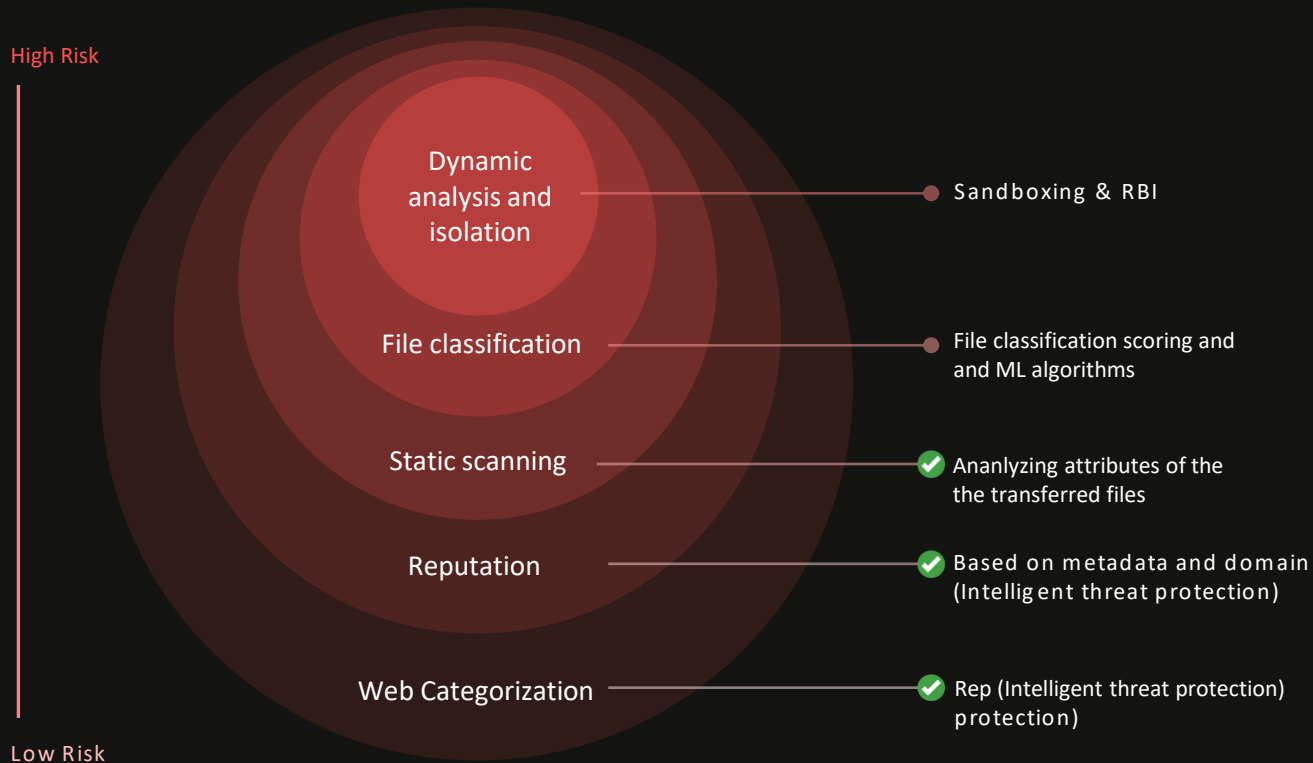 High Risk
Dynamic
analysis and
isolation
Sandboxing & RBI
File classification
File classification scoring and
and ML algorithms
Static scanning
Ananlyzing attributes of the
the transferred files
Reputation
Based on metadata and domain
(Intelligent threat protection)
Web Categorization
Rep (Intelligent threat protection)
protection)
Low Risk